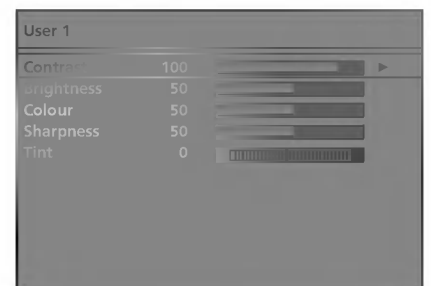 User 1
Contrast 100
Brightness 50
Colour 50
Sharpness 50
Tint 0